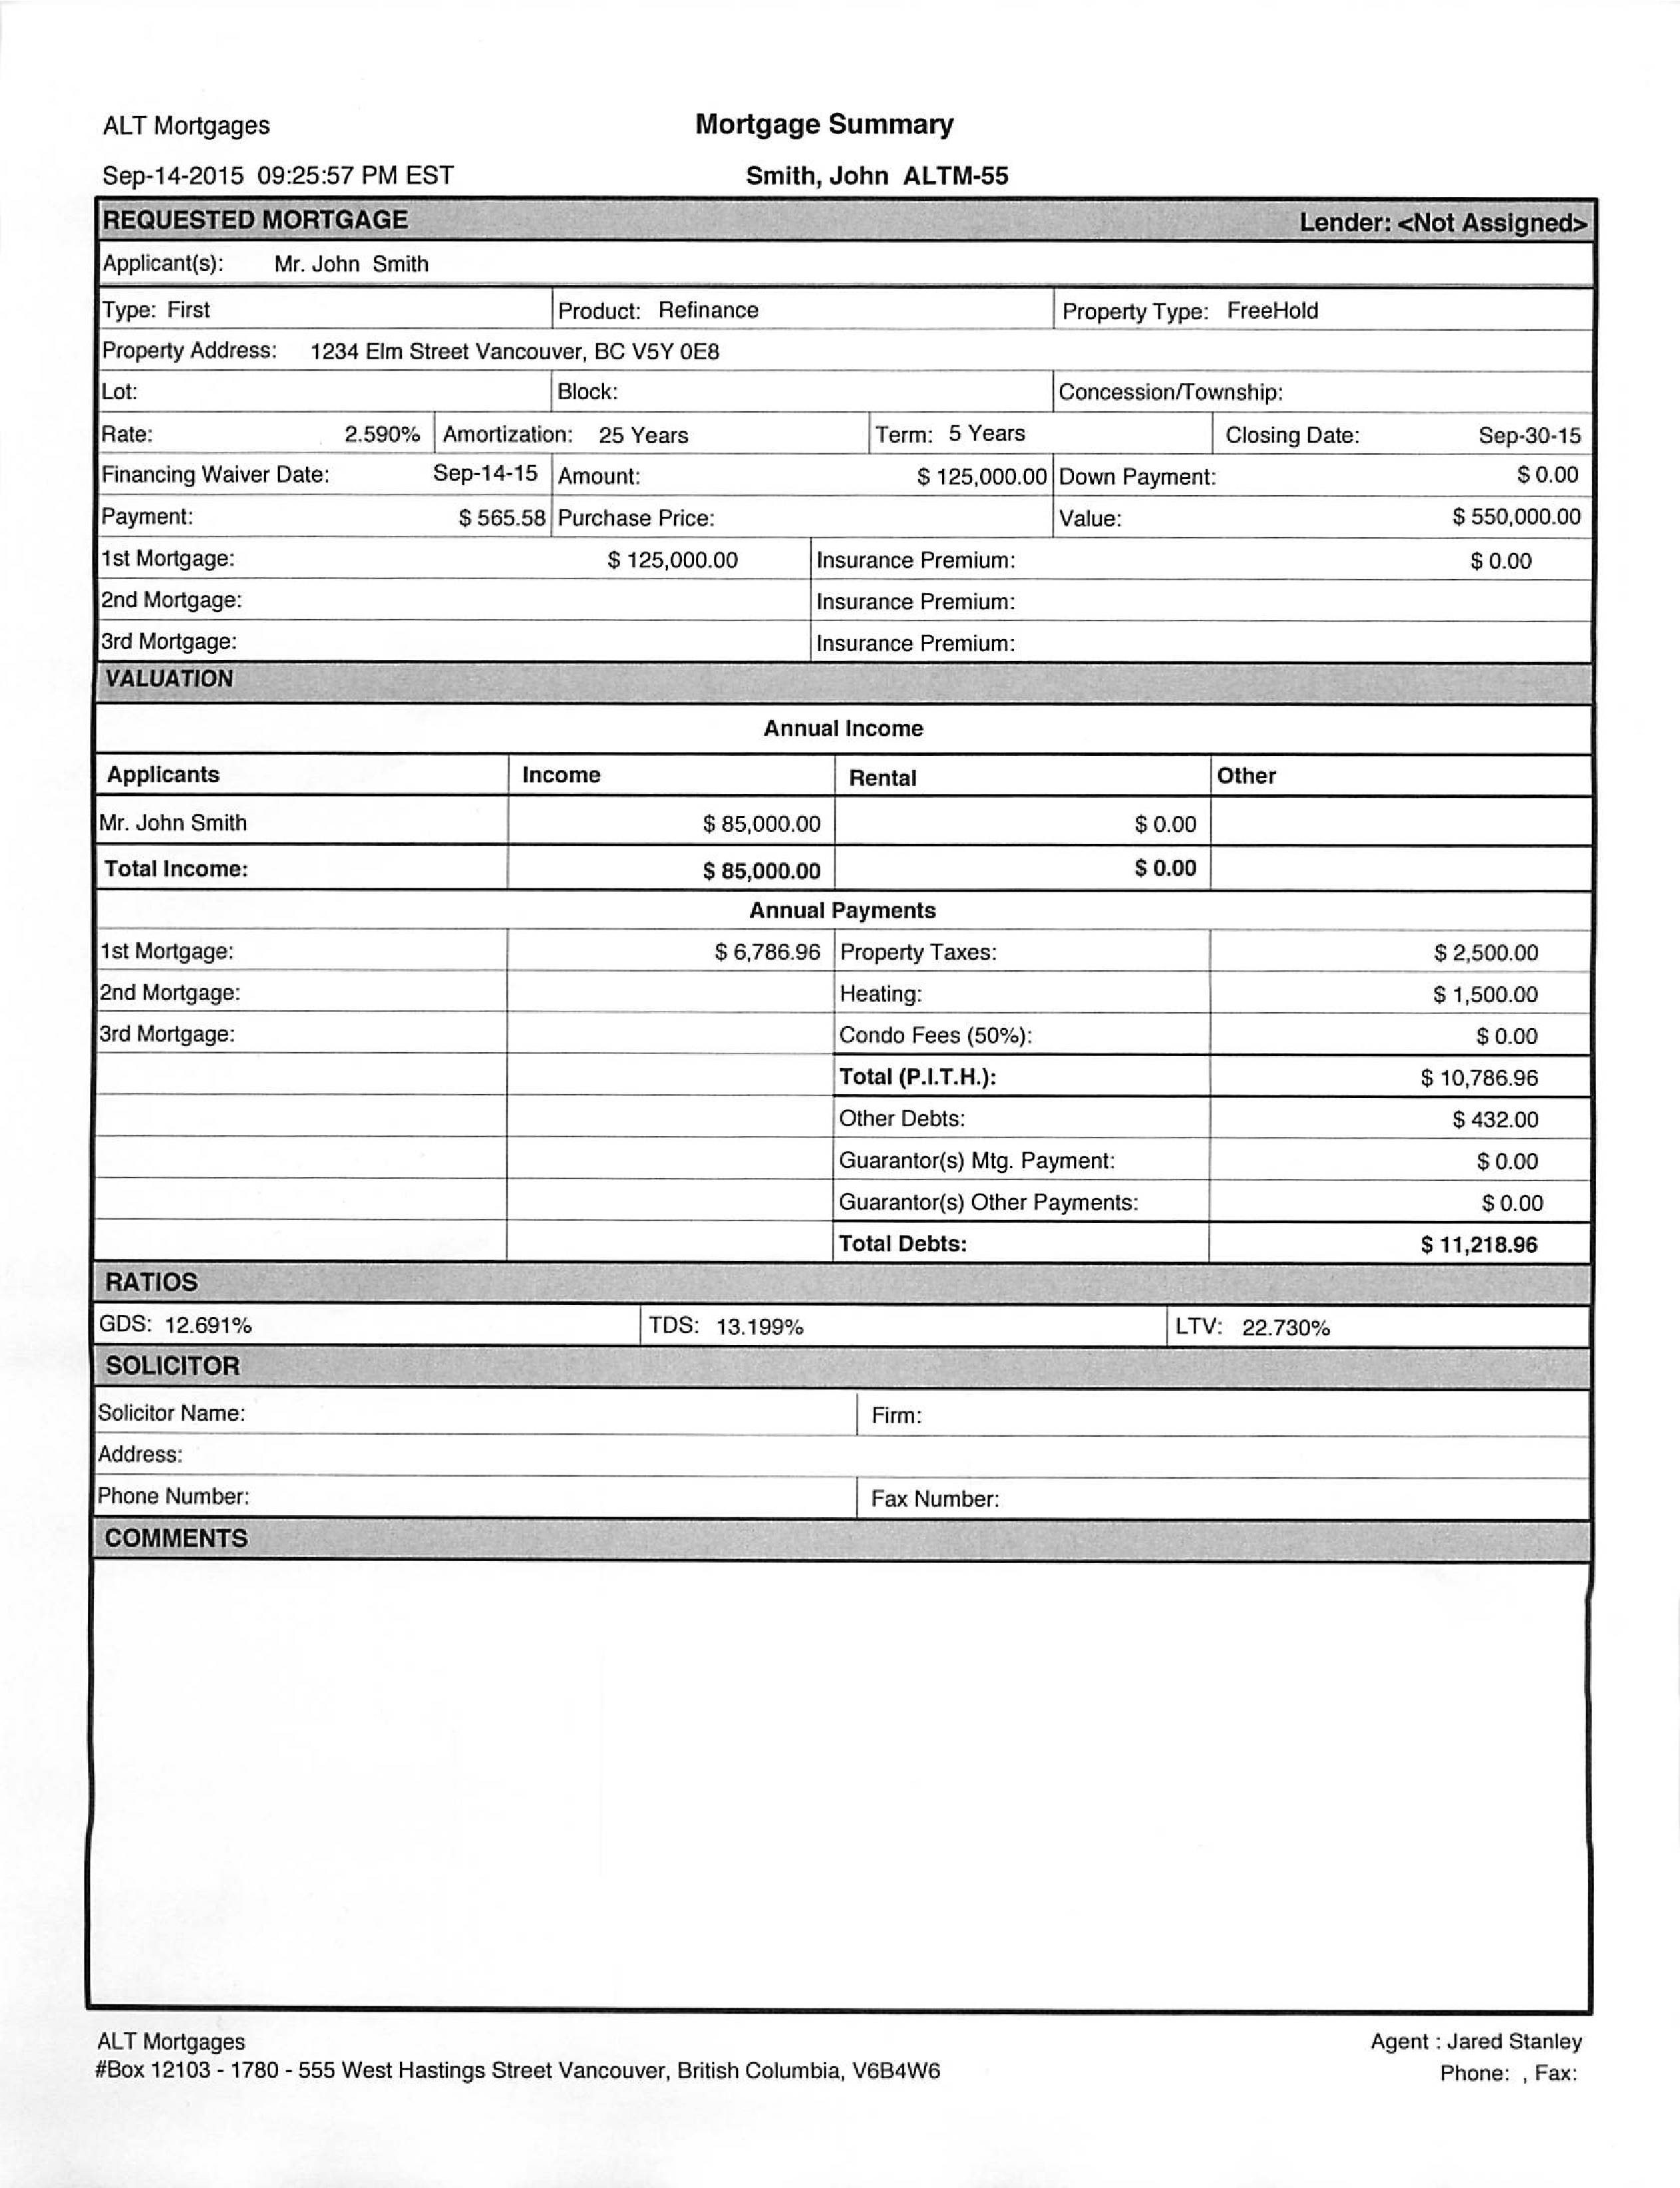 ALT Mortgages Mortgage Summary
Sep-14-2015 09:25:57 PM EST Smith, John ALTM-55
REQUESTED MORTGAGE Lender: <Not Assigned>
Applicant(s): Mr. John Smith
Type: First Product: Refinance Property Type: FreeHold
Property Address: 1234 Elm Street Vancouver, BC V5Y 0E8
Lot: Block: Concession/Township:
Rate: 2.590% Amortization: 25 Years Term: 5 Years Closing Date: Sep-30-15
Financing Waiver Date: Sep-14-15 Amount: $ 125,000.00 Down Payment: $ 0.00
Payment: $ 565.58 Purchase Price: Value: $ 550,000.00
1st Mortgage: $ 125,000.00 Insurance Premium: $ 0.00
2nd Mortgage: Insurance Premium:
3rd Mortgage: Insurance Premium:
VALUATION
Annual Income
Applicants Income Rental Other
Mr. John Smith $ 85,000.00 $ 0.00
Total Income: $ 85,000.00 $ 0.00
Annual Payments
1st Mortgage: $ 6,786.96 Property Taxes: $ 2,500.00
2nd Mortgage: Heating: $ 1,500.00
3rd Mortgage: Condo Fees (50%): $ 0.00
Total (P.I.T.H.): $ 10,786.96
Other Debts: $ 432.00
Guarantor(s) Mtg. Payment: $ 0.00
Guarantor(s) Other Payments: $ 0.00
Total Debts: $ 11,218.96
RATIOS
GDS: 12.691% TDS: 13.199% LTV: 22.730%
SOLICITOR
Solicitor Name: Firm:
Address:
Phone Number: Fax Number:
COMMENTS
ALT Mortgages Agent : Jared Stanley
#Box 12103 - 1780 - 555 West Hastings Street Vancouver, British Columbia, V6B4W6 Phone: , Fax: